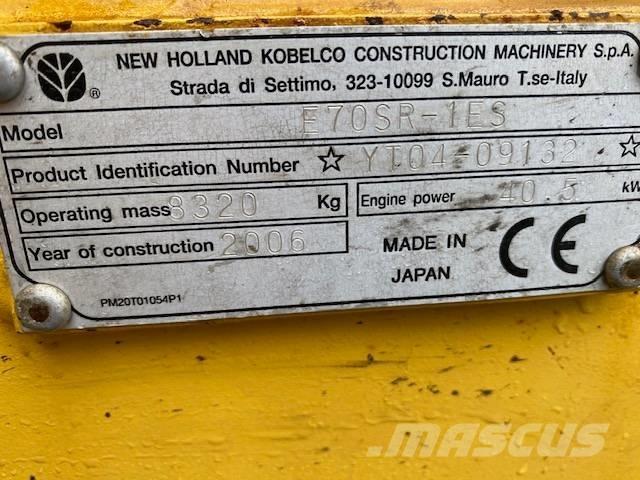 NEW HOLLAND KOBELCO CONSTRUCTION MACHINERY S.p.A.
Strada di Settimo, 323-10099 S.Mauro T.se-Italy
®
Model E70SR-1ES
Product Identification Number ☆ YT04-09132 ☆
Operating mass 8320 Kg Engine power 40.5 kW
Year of construction 2006 MADE IN JAPAN CE
PM20T01054P1
mascus